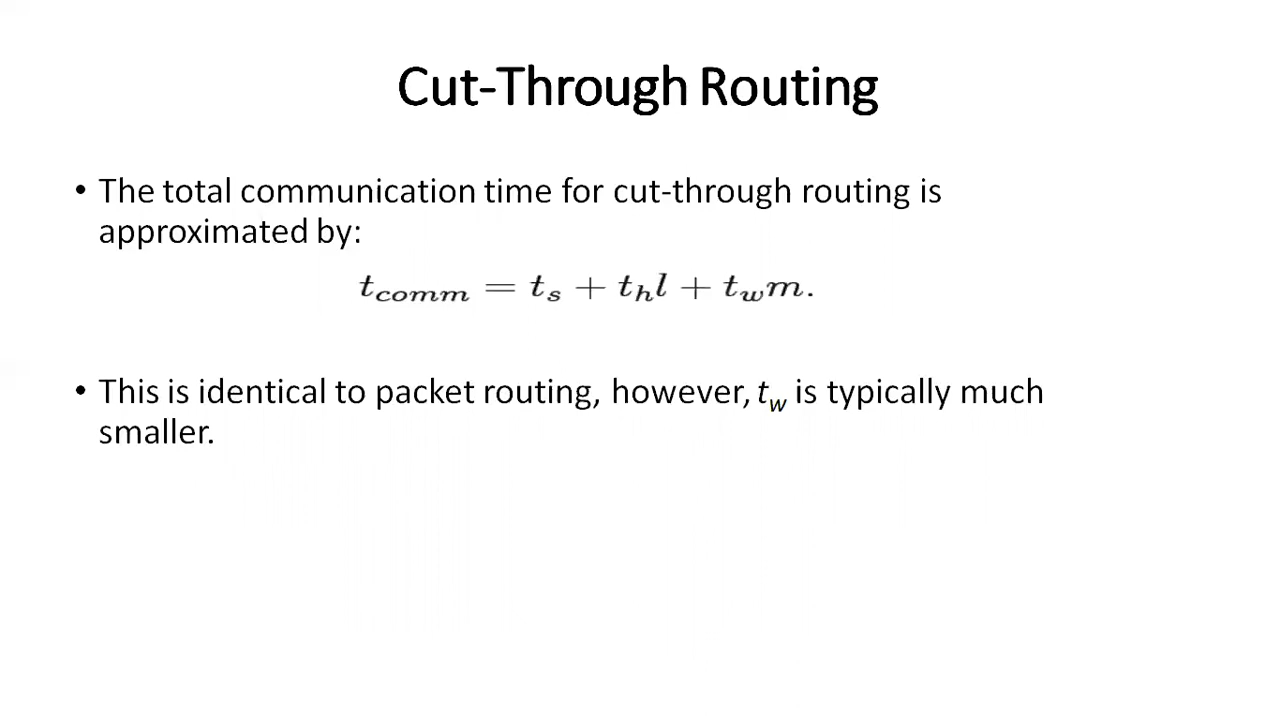 Cut-Through Routing
• The total communication time for cut-through routing is
approximated by:
t_comm = t_s + t_h l + t_w m.
• This is identical to packet routing, however, t_w is typically much
smaller.